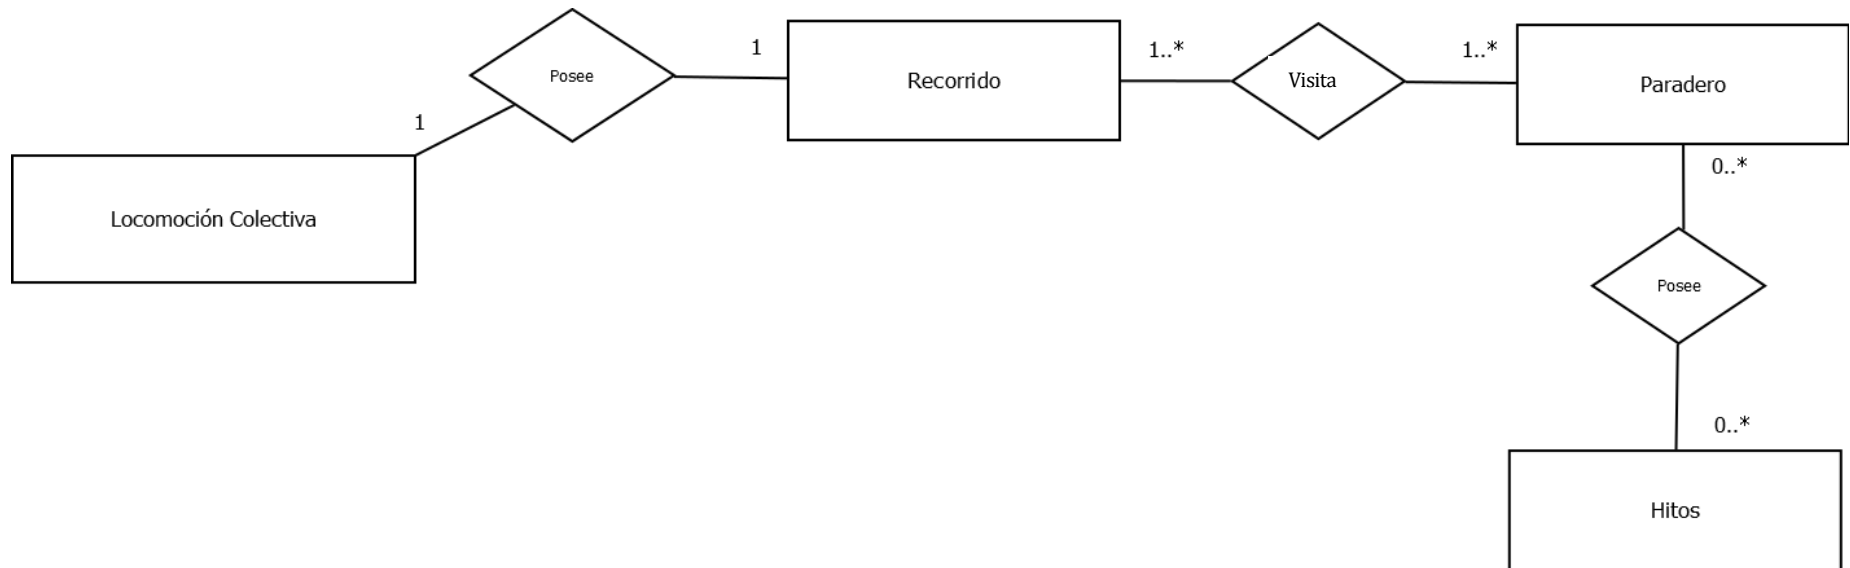 Posee
1
Recorrido
1..*
Visita
1..*
Paradero
1
Locomoción Colectiva
0..*
Posee
0..*
Hitos